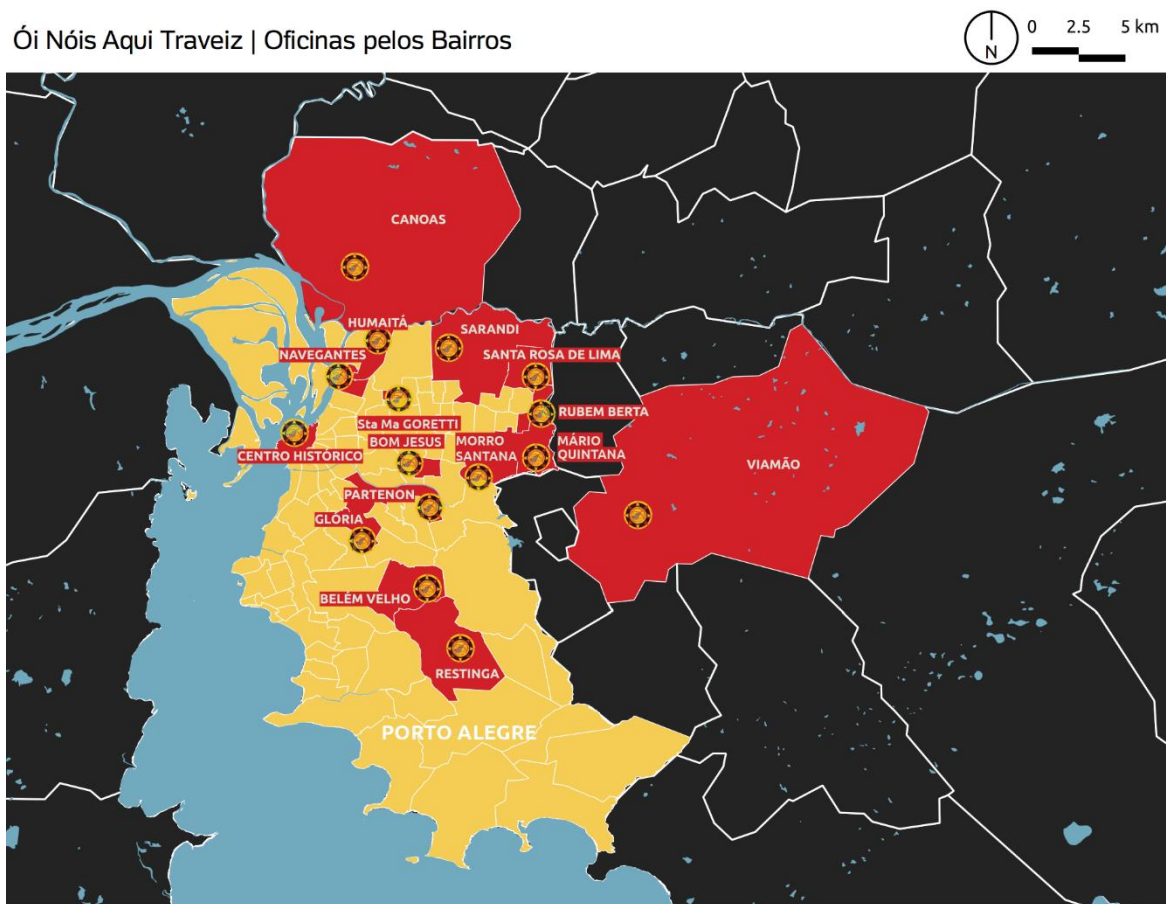 Ói Nóis Aqui Traveiz | Oficinas pelos Bairros
N
0 2.5 5 km
CANOAS
HUMAITÁ
SARANDI
NAVEGANTES
SANTA ROSA DE LIMA
RUBEM BERTA
Sta Ma GORETTI
BOM JESUS
MORRO
SANTANA
MÁRIO
QUINTANA
CENTRO HISTÓRICO
VIAMÃO
PARTENON
GLÓRIA
BELÉM VELHO
RESTINGA
PORTO ALEGRE